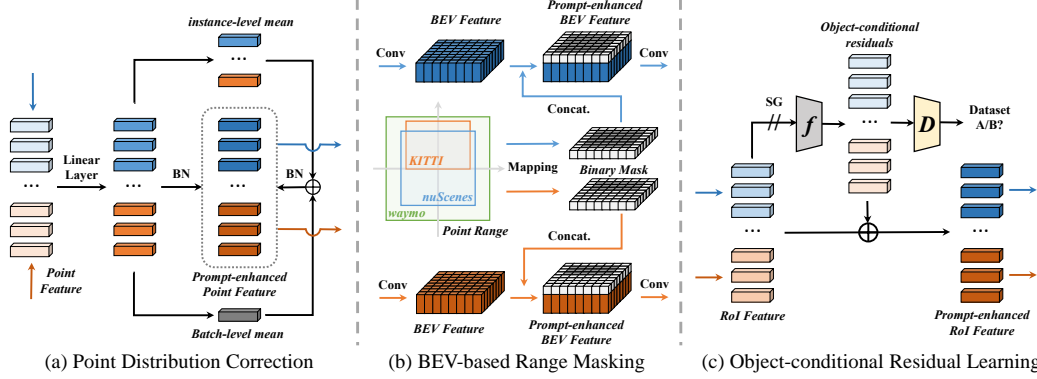 instance-level mean
...
Linear
Layer
BN
BN
...
...
...
Point
Feature
Prompt-enhanced
Point Feature
Batch-level mean
(a) Point Distribution Correction
BEV Feature
Prompt-enhanced
BEV Feature
Conv
Conv
Concat.
KITTI
nuScenes
waymo
Mapping
Binary Mask
Point Range
Concat.
Conv
Conv
BEV Feature
Prompt-enhanced
BEV Feature
(b) BEV-based Range Masking
Object-conditional
residuals
SG
f
...
D
Dataset
A/B?
...
...
RoI Feature
Prompt-enhanced
RoI Feature
(c) Object-conditional Residual Learning